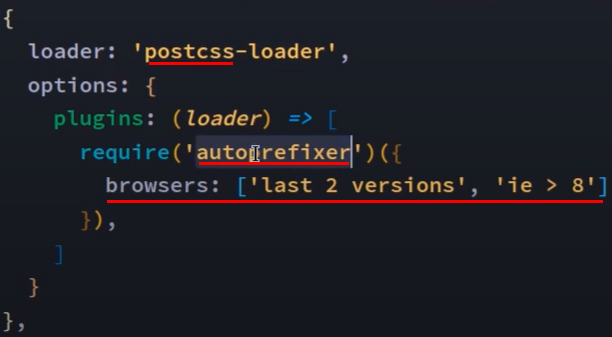 {
loader: 'postcss-loader',
options: {
plugins: (loader) => [
require('autoprefixer')({
browsers: ['last 2 versions', 'ie > 8']
}),
]
}
},